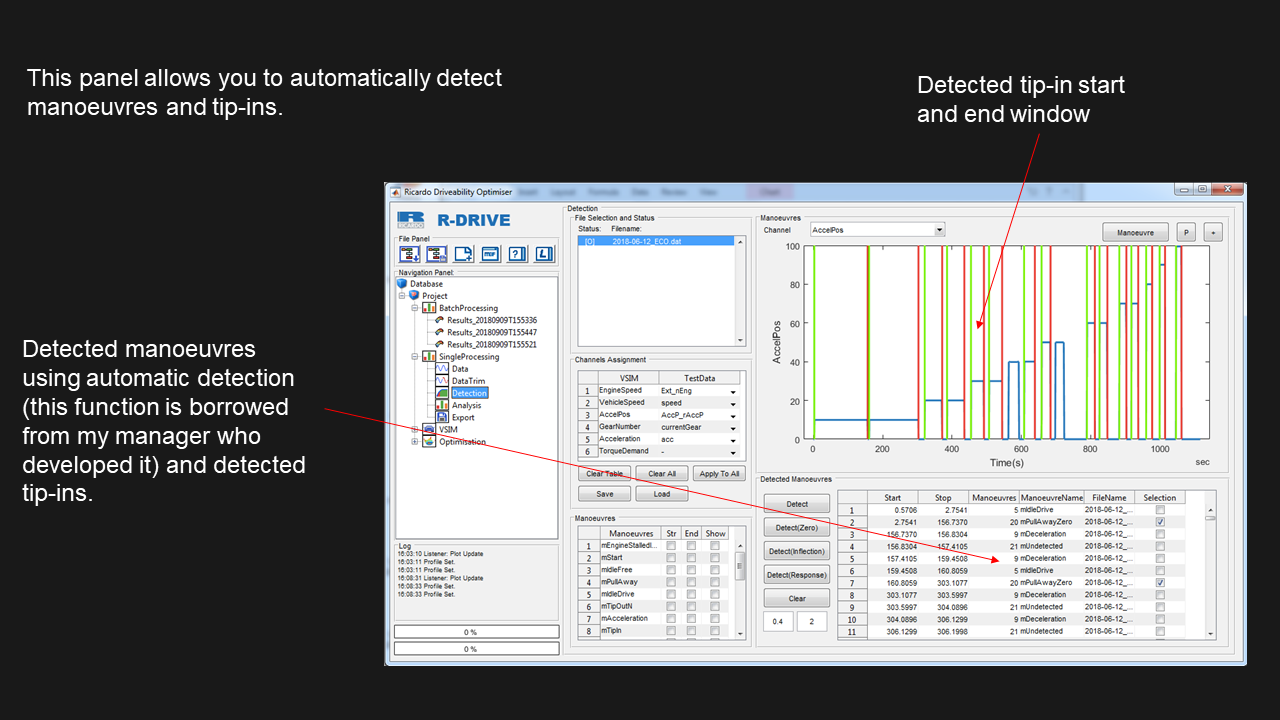 This panel allows you to automatically detect
manoeuvres and tip-ins.
Detected tip-in start
and end window
Detected manoeuvres
using automatic detection
(this function is borrowed
from my manager who
developed it) and detected
tip-ins.
Ricardo Driveability Optimiser
R-DRIVE
File Panel
Navigation Panel:
Database
Project
BatchProcessing
Results_20180909T155336
Results_20180909T155447
Results_20180909T155521
SingleProcessing
Data
DataTrim
Detection
Analysis
Export
VSIM
Optimisation
Log
16:03:10 Listener: Plot Update
16:03:11 Profile Set.
16:03:11 Profile Set.
16:08:31 Listener: Plot Update
16:08:33 Profile Set.
16:08:33 Profile Set.
0 %
0 %
Detection
File Selection and Status
Status: Filename:
[O] 2018-06-12_ECO.dat
Channels Assignment
VSIM TestData
1 EngineSpeed Ext_nEng
2 VehicleSpeed speed
3 AccelPos AccP_rAccP
4 GearNumber currentGear
5 Acceleration acc
6 TorqueDemand -
Clear Table Clear All Apply To All
Save Load
Manoeuvres
Manoeuvres Str End Show
1 mEngineStalledI...
2 mStart
3 mIdleFree
4 mPullAway
5 mIdleDrive
6 mTipOutN
7 mAcceleration
8 mTipIn
Manoeuvres
Channel AccelPos Manoeuvre P +
100
80
60
40
20
0
AccelPos
0 200 400 600 800 1000
Time(s) sec
Detected Manoeuvres
Detect
Detect(Zero)
Detect(Inflection)
Detect(Response)
Clear
0.4 2
Start Stop Manoeuvres ManoeuvreName FileName Selection
1 0.5706 2.7541 5 mIdleDrive 2018-06-12_...
2 2.7541 156.7370 20 mPullAwayZero 2018-06-12_...
3 156.7370 156.8304 9 mDeceleration 2018-06-12_...
4 156.8304 157.4105 21 mUndetected 2018-06-12_...
5 157.4105 159.4508 9 mDeceleration 2018-06-12_...
6 159.4508 160.8059 5 mIdleDrive 2018-06-12_...
7 160.8059 303.1077 20 mPullAwayZero 2018-06-12_...
8 303.1077 303.5997 9 mDeceleration 2018-06-12_...
9 303.5997 304.0896 21 mUndetected 2018-06-12_...
10 304.0896 306.1299 9 mDeceleration 2018-06-12_...
11 306.1299 306.1998 21 mUndetected 2018-06-12_...